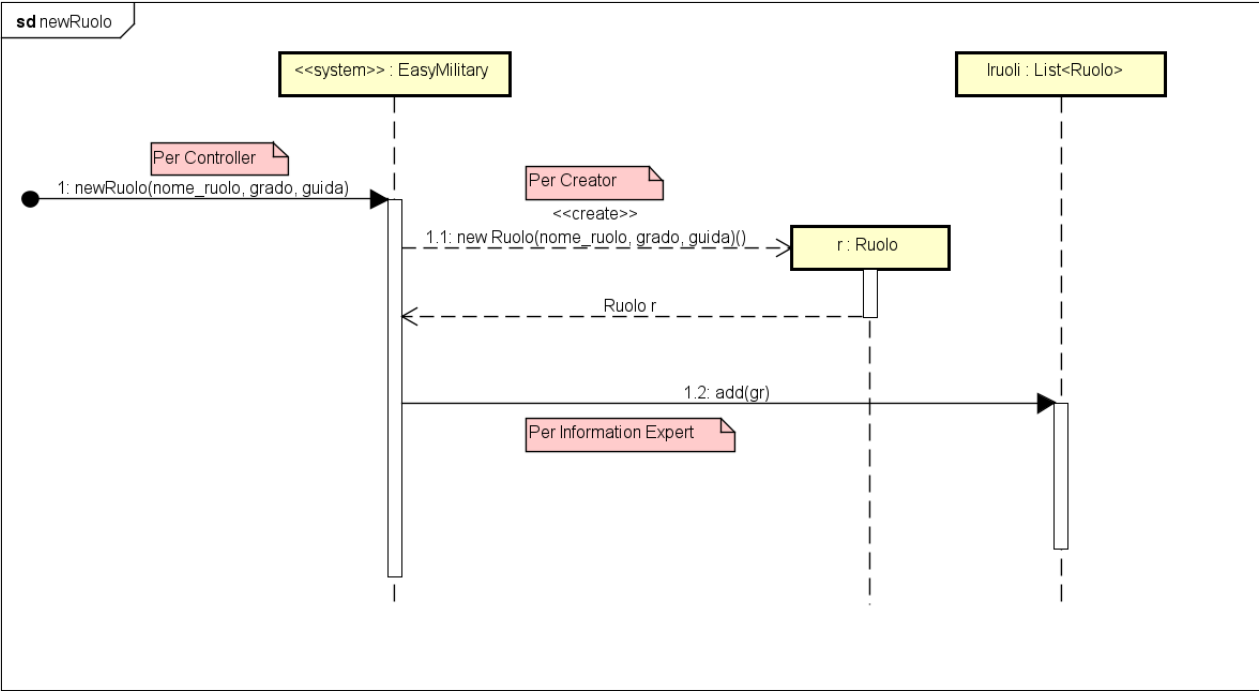 sd newRuolo
<<system>> : EasyMilitary
lruoli : List<Ruolo>
Per Controller
1: newRuolo(nome_ruolo, grado, guida)
Per Creator
<<create>>
1.1: new Ruolo(nome_ruolo, grado, guida)()
r : Ruolo
Ruolo r
1.2: add(gr)
Per Information Expert